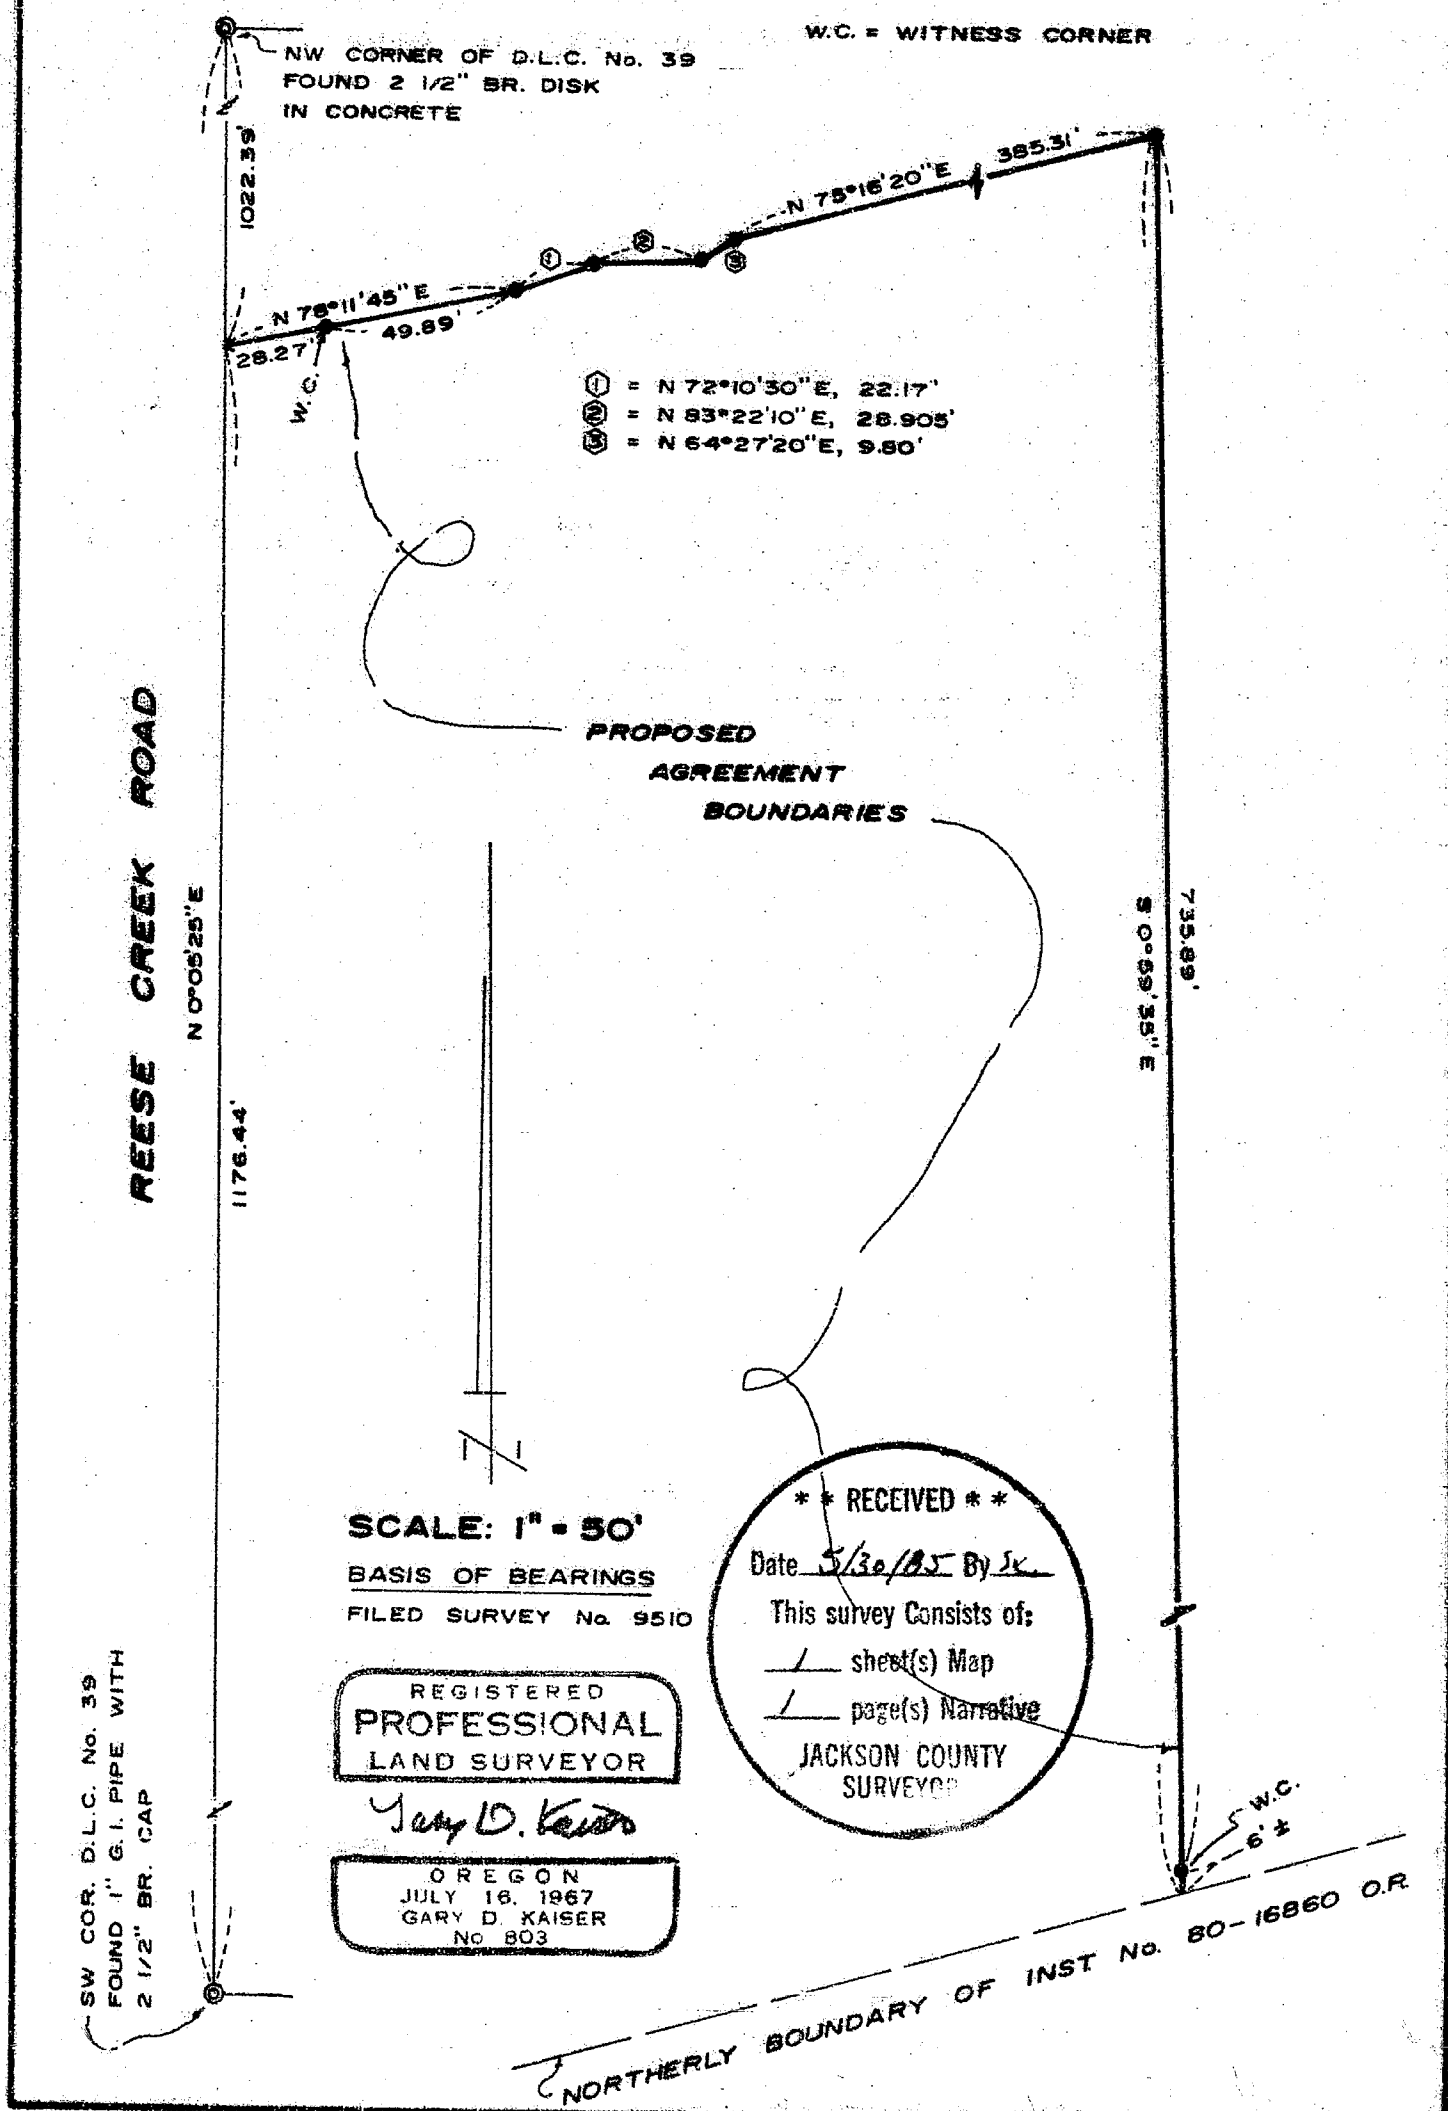 W.C. = WITNESS CORNER
NW CORNER OF D.L.C. No. 39
FOUND 2 1/2" BR. DISK
IN CONCRETE
1022.39'
N 75°16'20"E
385.31'
1
2
3
N 78°11'45"E
28.27'
49.89'
W.C.
1 = N 72°10'30"E, 22.17'
2 = N 83°22'10"E, 28.905'
3 = N 64°27'20"E, 9.80'
PROPOSED
AGREEMENT
BOUNDARIES
REESE CREEK ROAD
N 0°05'25"E
1176.44'
735.89'
S 0°59'35"E
SCALE: 1" = 50'
BASIS OF BEARINGS
FILED SURVEY No. 9510
REGISTERED
PROFESSIONAL
LAND SURVEYOR
Gary D. Kaiser
OREGON
JULY 16, 1967
GARY D. KAISER
No 803
* * RECEIVED * *
Date 5/30/85 By
This survey Consists of:
1 sheet(s) Map
1 page(s) Narrative
JACKSON COUNTY
SURVEYOR
SW COR. D.L.C. No. 39
FOUND 1" G.I. PIPE WITH
2 1/2" BR. CAP
W.C.
6' ±
NORTHERLY BOUNDARY OF INST. No. 80-16860 O.R.